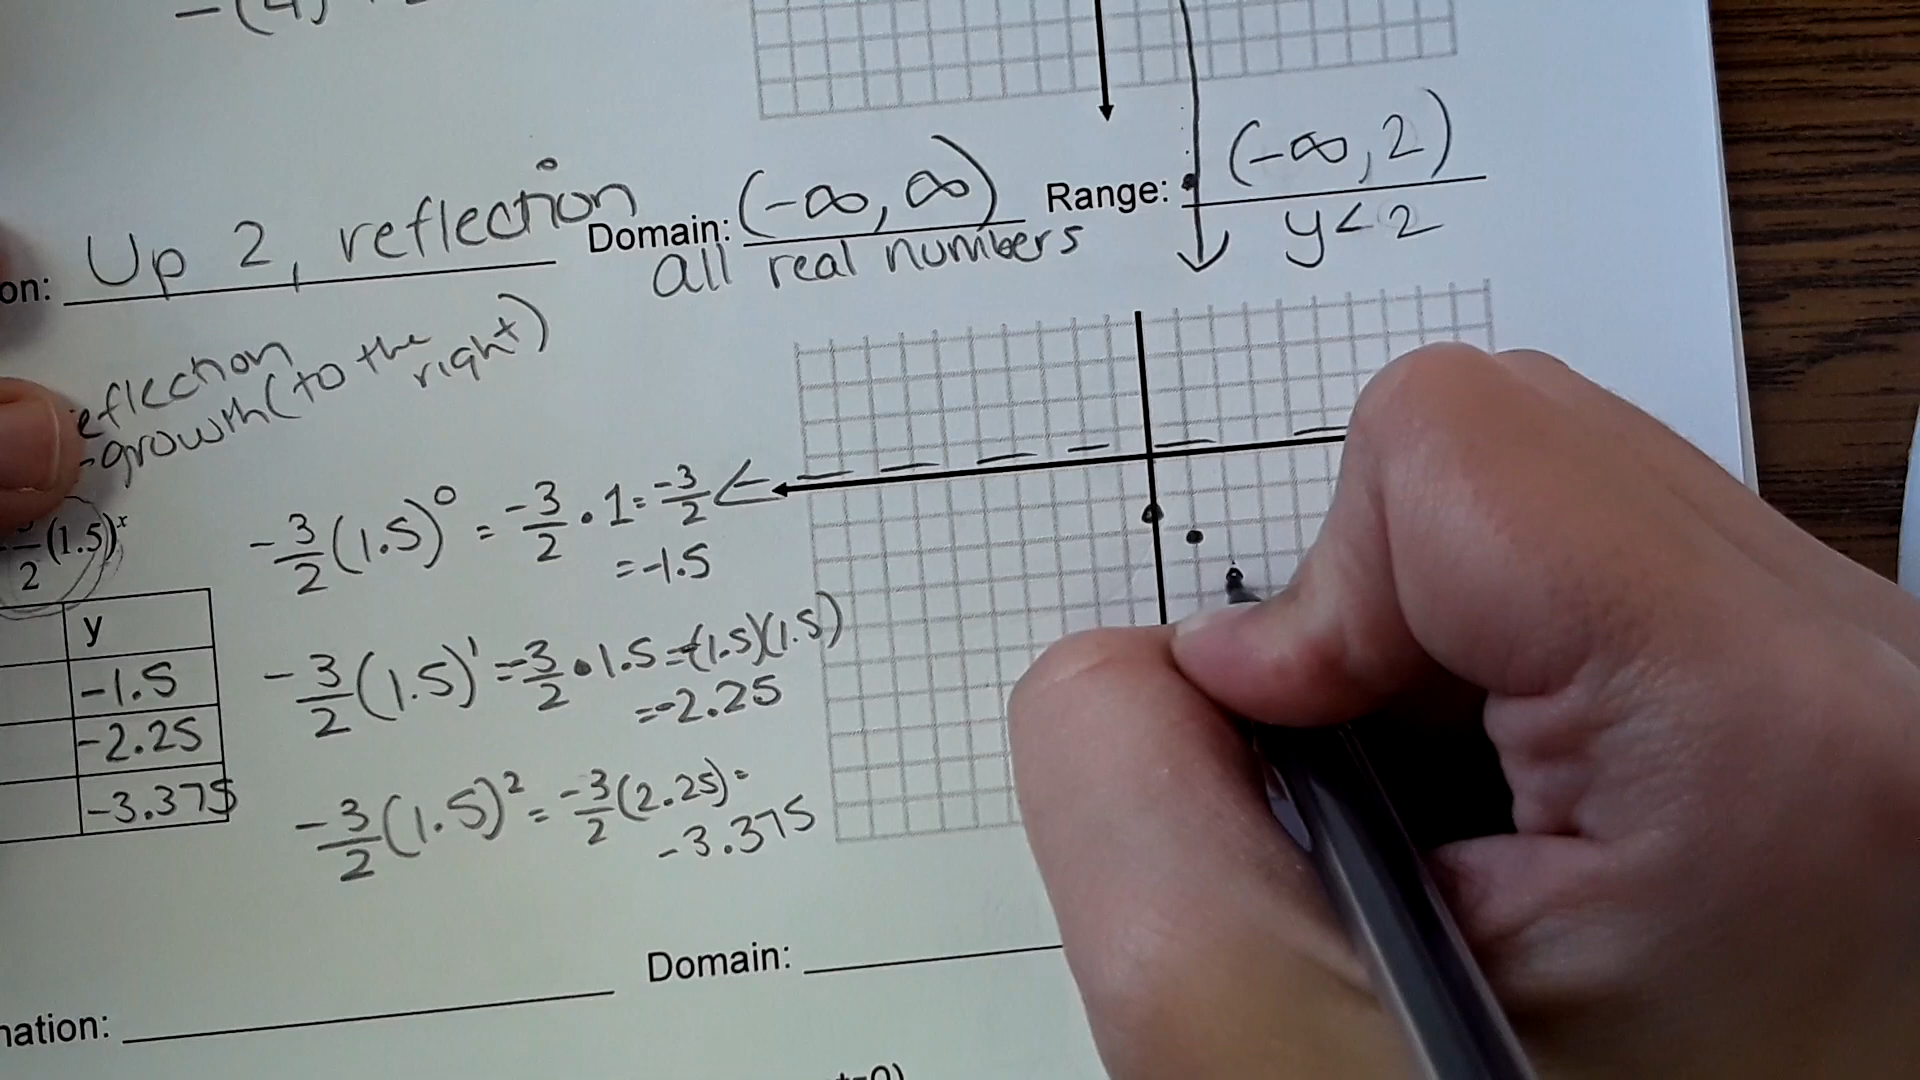 -(4)
on: Up 2, reflection Domain: (-∞, ∞) Range: (-∞, 2)
all real numbers y < 2
eflection
-growth (to the right)
3/2 (1.5)^x
-3/2 (1.5)^0 = -3/2 · 1 = -3/2
= -1.5
y
-1.5
-2.25
-3.375
-3/2 (1.5)^1 = -3/2 • 1.5 = -(1.5)(1.5)
= -2.25
-3/2 (1.5)^2 = -3/2 (2.25) =
-3.375
Domain:
mation: